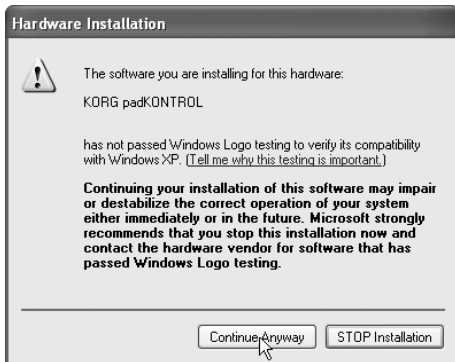 Hardware Installation
The software you are installing for this hardware:
KORG padKONTROL
has not passed Windows Logo testing to verify its compatibility
with Windows XP. (Tell me why this testing is important.)
Continuing your installation of this software may impair
or destabilize the correct operation of your system
either immediately or in the future. Microsoft strongly
recommends that you stop this installation now and
contact the hardware vendor for software that has
passed Windows Logo testing.
Continue Anyway
STOP Installation